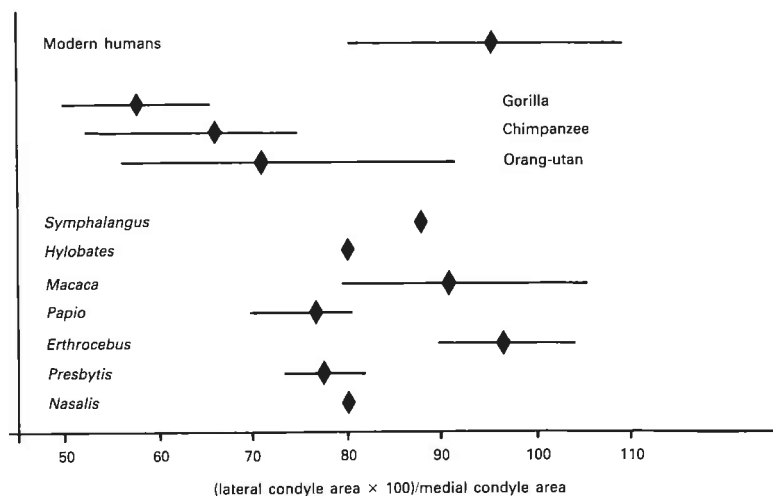 Modern humans
Gorilla
Chimpanzee
Orang-utan
Symphalangus
Hylobates
Macaca
Papio
Erthrocebus
Presbytis
Nasalis
50 60 70 80 90 100 110
(lateral condyle area × 100)/medial condyle area